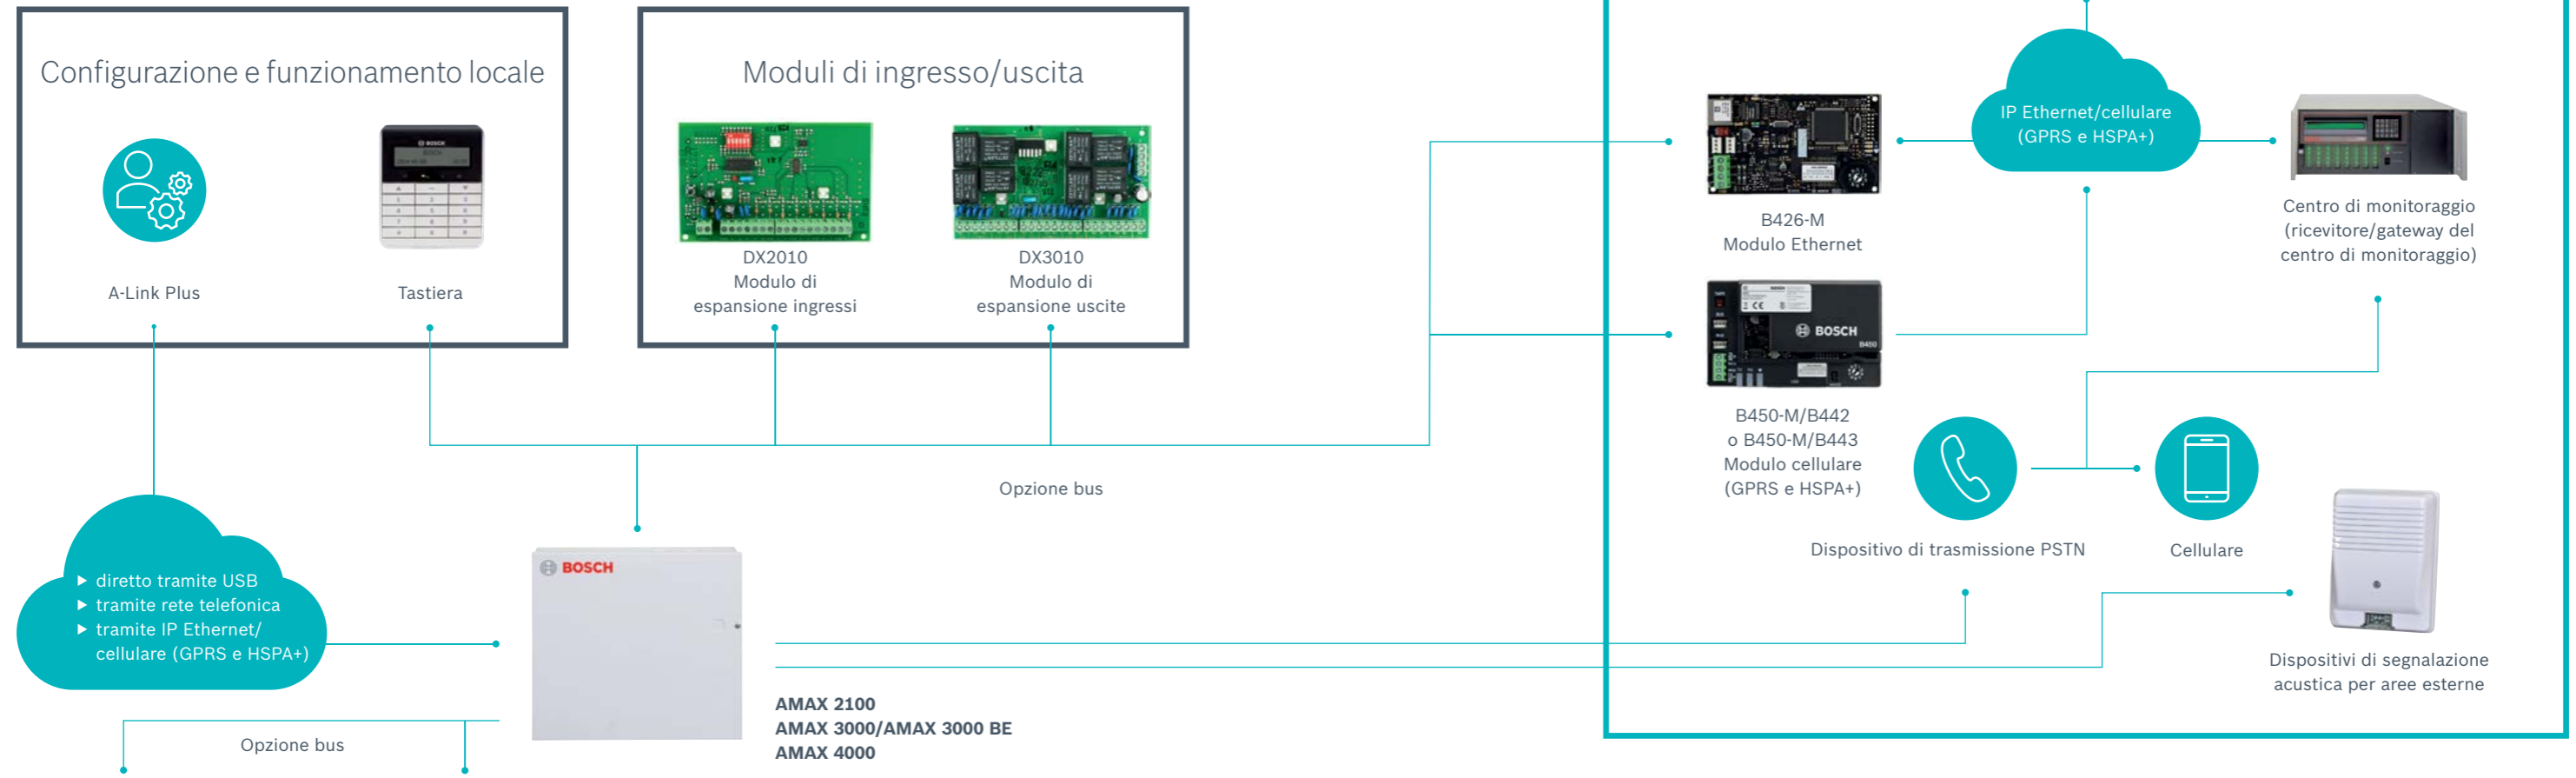 Configurazione e funzionamento locale
A-Link Plus
BOSCH
Tastiera
Moduli di ingresso/uscita
DX2010
Modulo di
espansione ingressi
DX3010
Modulo di
espansione uscite
Opzione bus
▶ diretto tramite USB
▶ tramite rete telefonica
▶ tramite IP Ethernet/
cellulare (GPRS e HSPA+)
BOSCH
AMAX 2100
AMAX 3000/AMAX 3000 BE
AMAX 4000
Opzione bus
B426-M
Modulo Ethernet
IP Ethernet/cellulare
(GPRS e HSPA+)
Centro di monitoraggio
(ricevitore/gateway del
centro di monitoraggio)
BOSCH
B450
B450-M/B442
o B450-M/B443
Modulo cellulare
(GPRS e HSPA+)
Dispositivo di trasmissione PSTN
Cellulare
Dispositivi di segnalazione
acustica per aree esterne